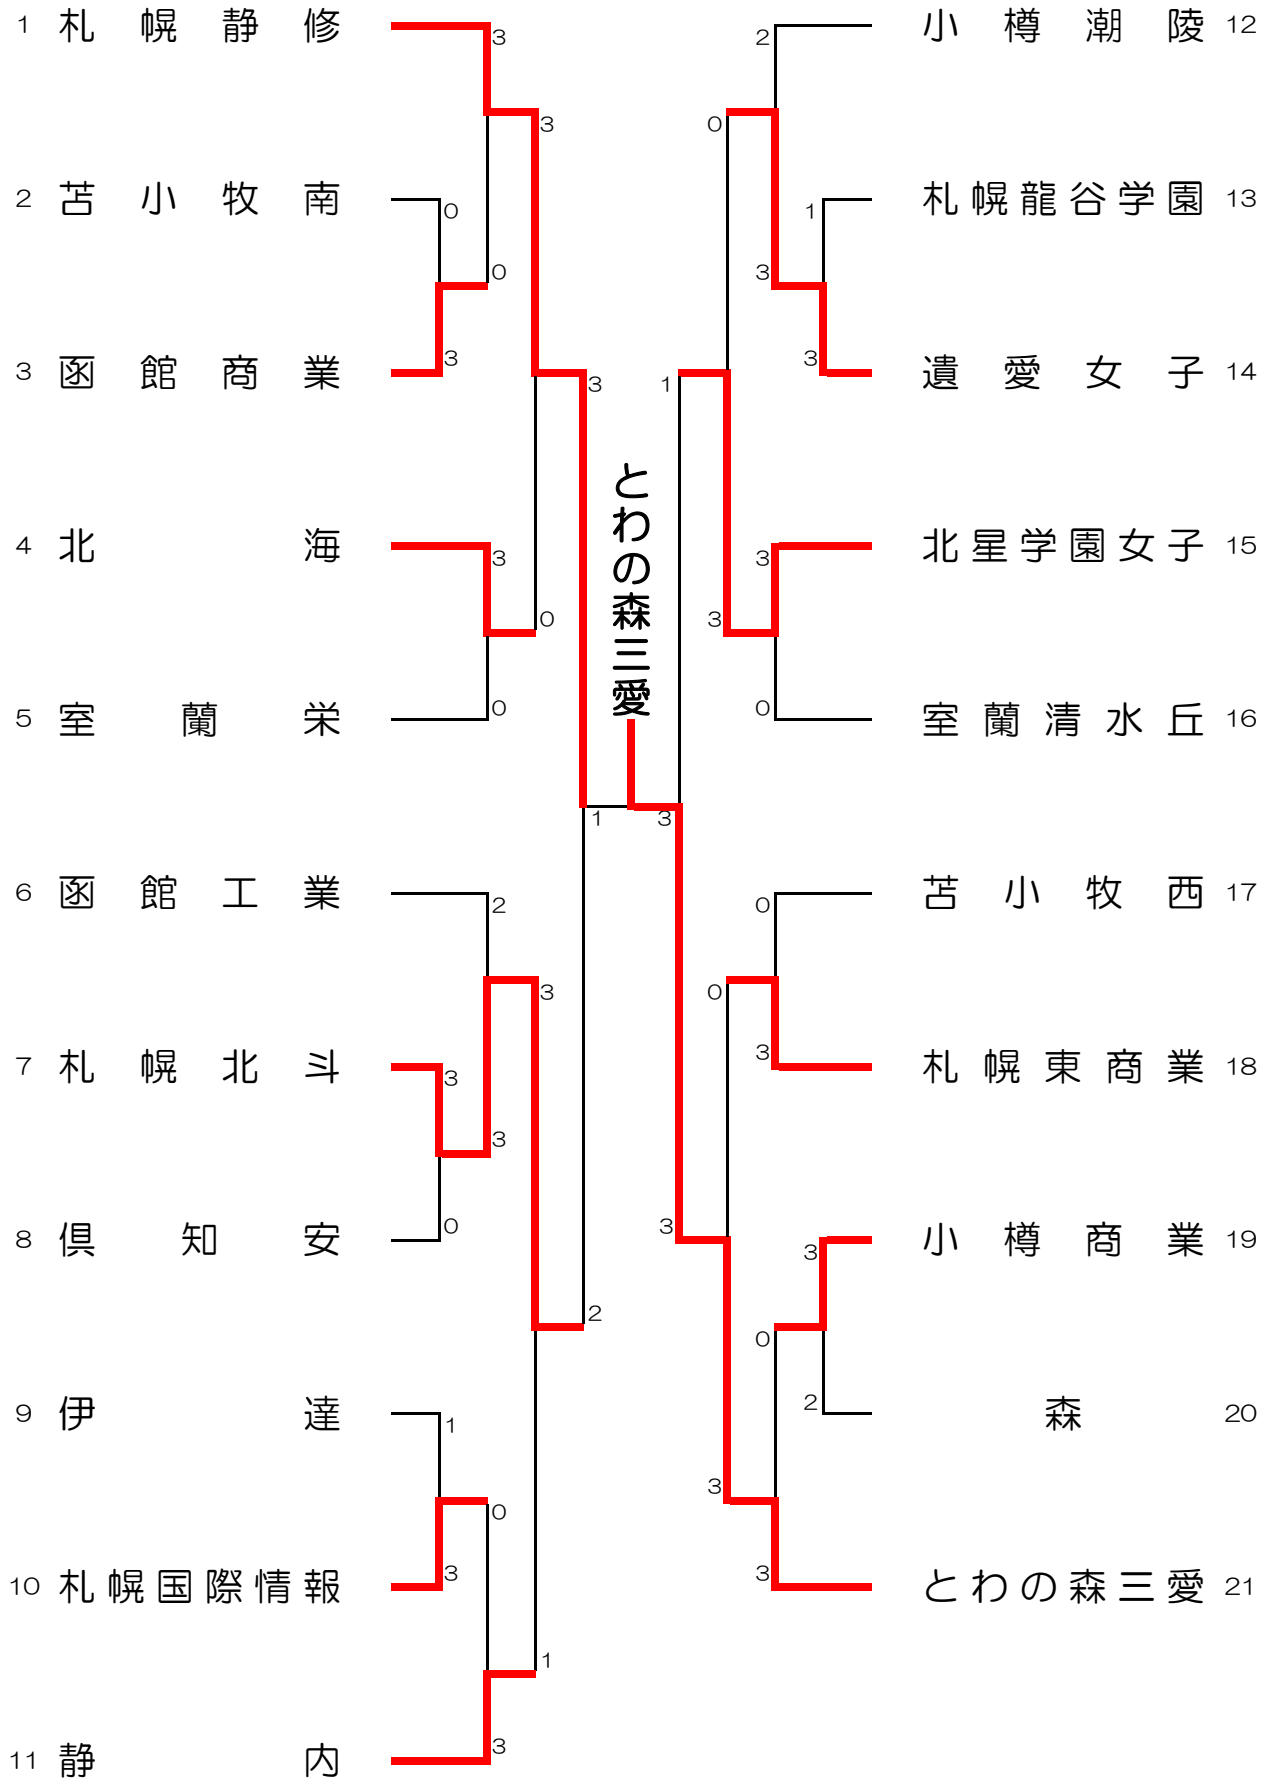 1 札幌静修
3
3
2 苫小牧南
0
0
3 函館商業
3
3
4 北海
3
0
5 室蘭栄
0
1
6 函館工業
2
3
7 札幌北斗
3
3
8 倶知安
0
2
9 伊達
1
0
10 札幌国際情報
3
1
11 静内
3
とわの森三愛
小樽潮陵 12
2
0
札幌龍谷学園 13
1
3
遺愛女子 14
3
1
北星学園女子 15
3
3
室蘭清水丘 16
0
3
苫小牧西 17
0
0
札幌東商業 18
3
小樽商業 19
3
3
0
森 20
2
3
とわの森三愛 21
3